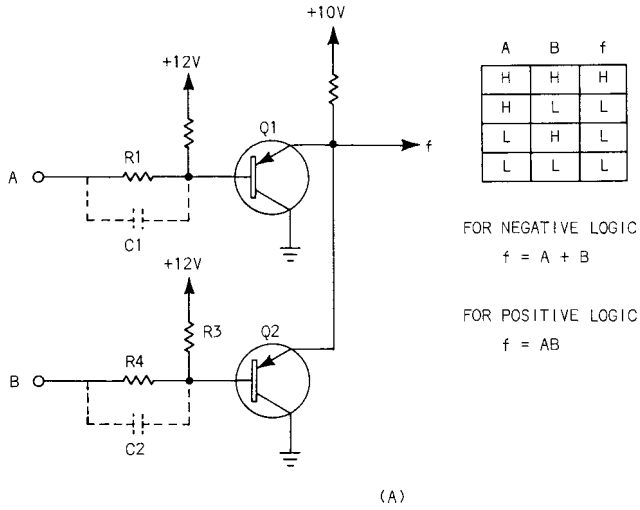 +10V
+12V
Q1
R1
A
f
C1
+12V
R3
Q2
R4
B
C2
A B f
H H H
H L L
L H L
L L L
FOR NEGATIVE LOGIC
f = A + B
FOR POSITIVE LOGIC
f = AB
(A)